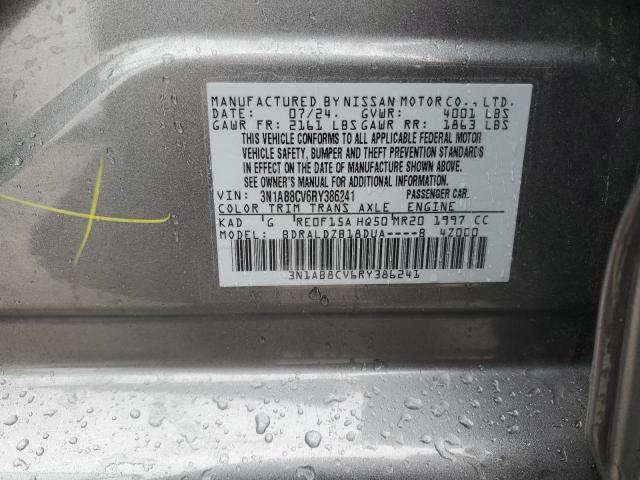 MANUFACTURED BY NISSAN MOTOR CO., LTD.
DATE: 07/24. GVWR: 4001 LBS
GAWR FR: 2161 LBS GAWR RR: 1863 LBS
THIS VEHICLE CONFORMS TO ALL APPLICABLE FEDERAL MOTOR
VEHICLE SAFETY, BUMPER AND THEFT PREVENTION STANDARDS
IN EFFECT ON THE DATE OF MANUFACTURE SHOWN ABOVE.
SEE OWNER'S MANUAL FOR ADDITIONAL INFORMATION.
VIN: 3N1AB8CV6RY386241 PASSENGER CAR.
COLOR TRIM TRANS AXLE ENGINE
KAD 'G RE0F15A HQ50 MR20 1997 CC
MODEL: BDRALDZB18DUA----B 4Z000
3N1AB8CV6RY386241